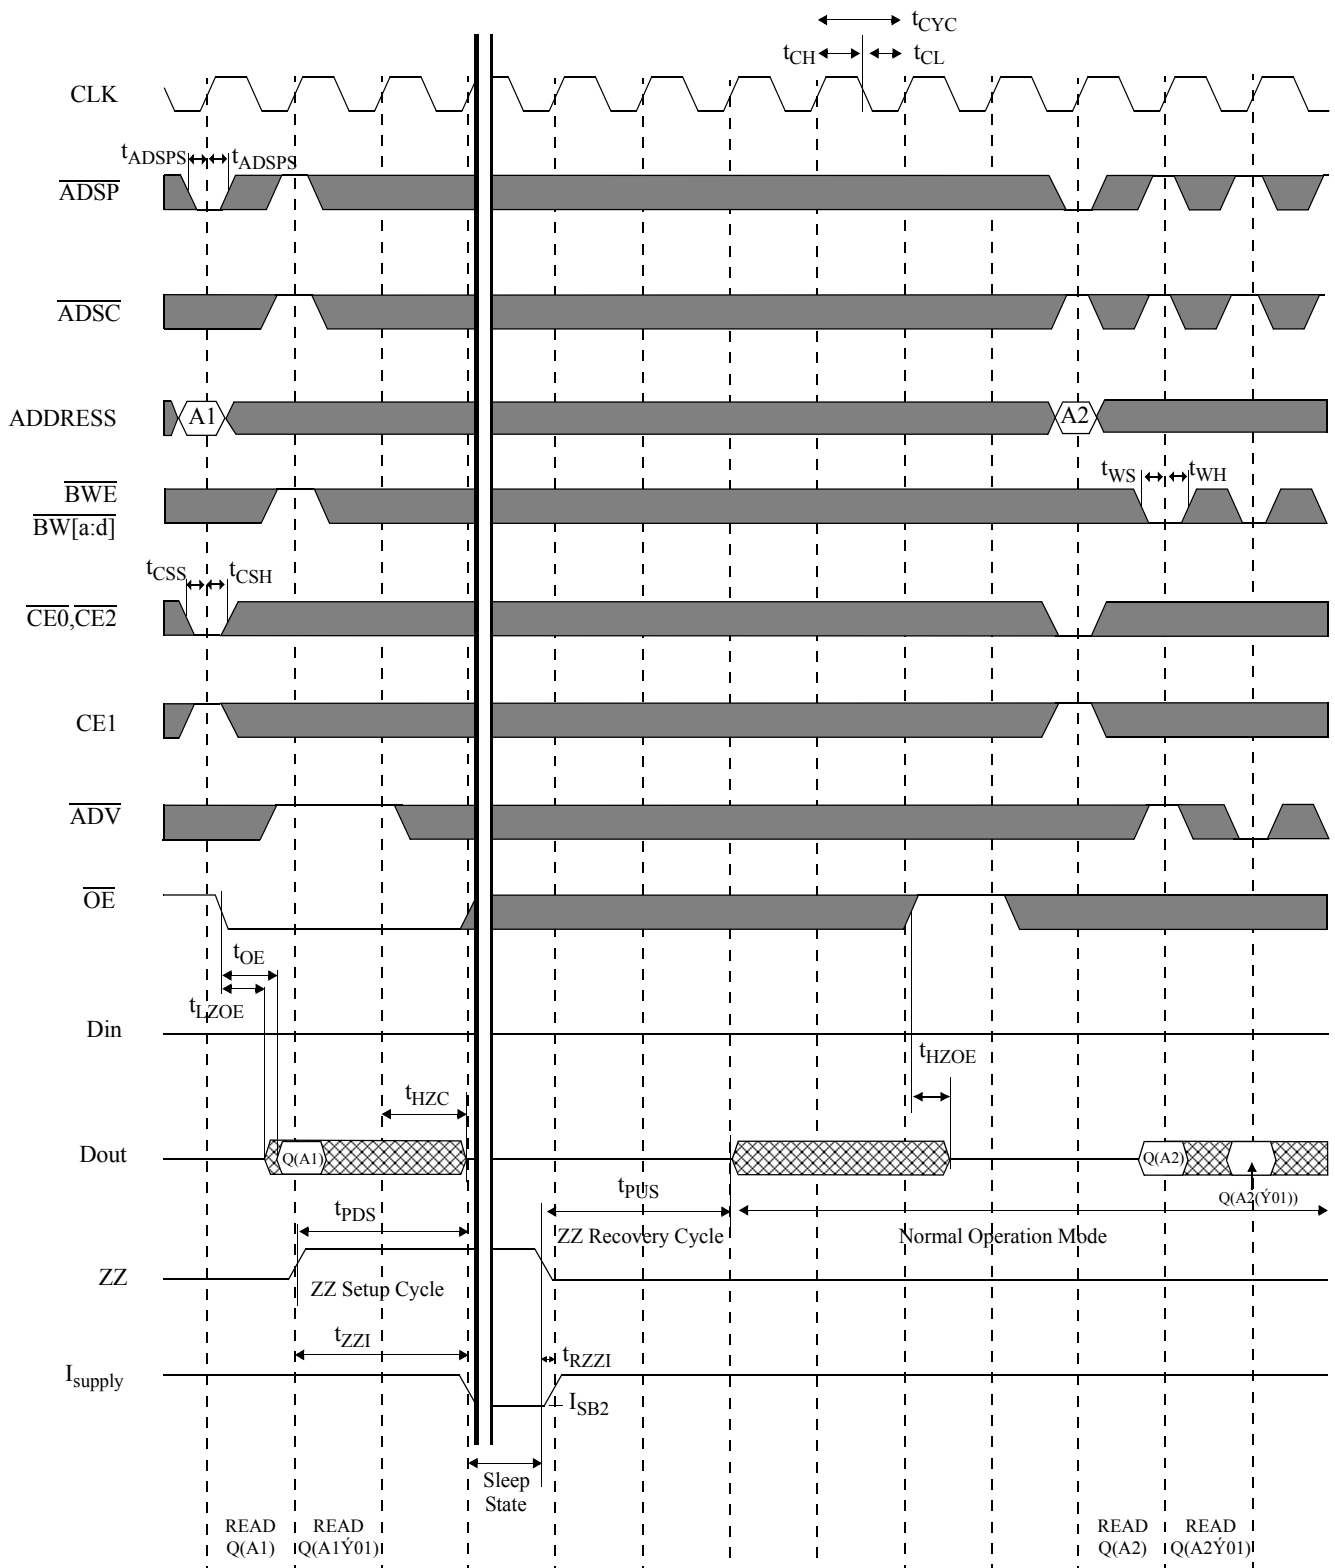 tCYC
tCH
tCL
CLK
tADSPS
tADSPS
ADSP
ADSC
ADDRESS
A1
A2
tWS
tWH
BWE
BW[a:d]
tCSS
tCSH
CE0,CE2
CE1
ADV
OE
tOE
tLZOE
Din
tHZOE
tHZC
Dout
Q(A1)
Q(A2)
tPUS
Q(A2(Ý01))
tPDS
ZZ Recovery Cycle
Normal Operation Mode
ZZ
ZZ Setup Cycle
tZZI
tRZZI
Isupply
ISB2
Sleep
State
READ
Q(A1)
READ
Q(A1Ý01)
READ
Q(A2)
READ
Q(A2Ý01)